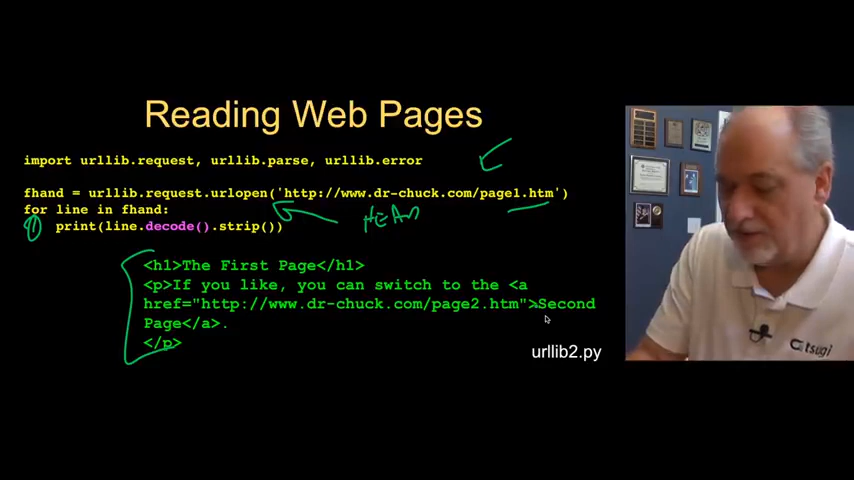 Reading Web Pages
import urllib.request, urllib.parse, urllib.error
fhand = urllib.request.urlopen('http://www.dr-chuck.com/page1.htm')
for line in fhand:
print(line.decode().strip())
HEAD
<h1>The First Page</h1>
<p>If you like, you can switch to the <a
href="http://www.dr-chuck.com/page2.htm">Second
Page</a>.
</p>
urllib2.py
tsugi